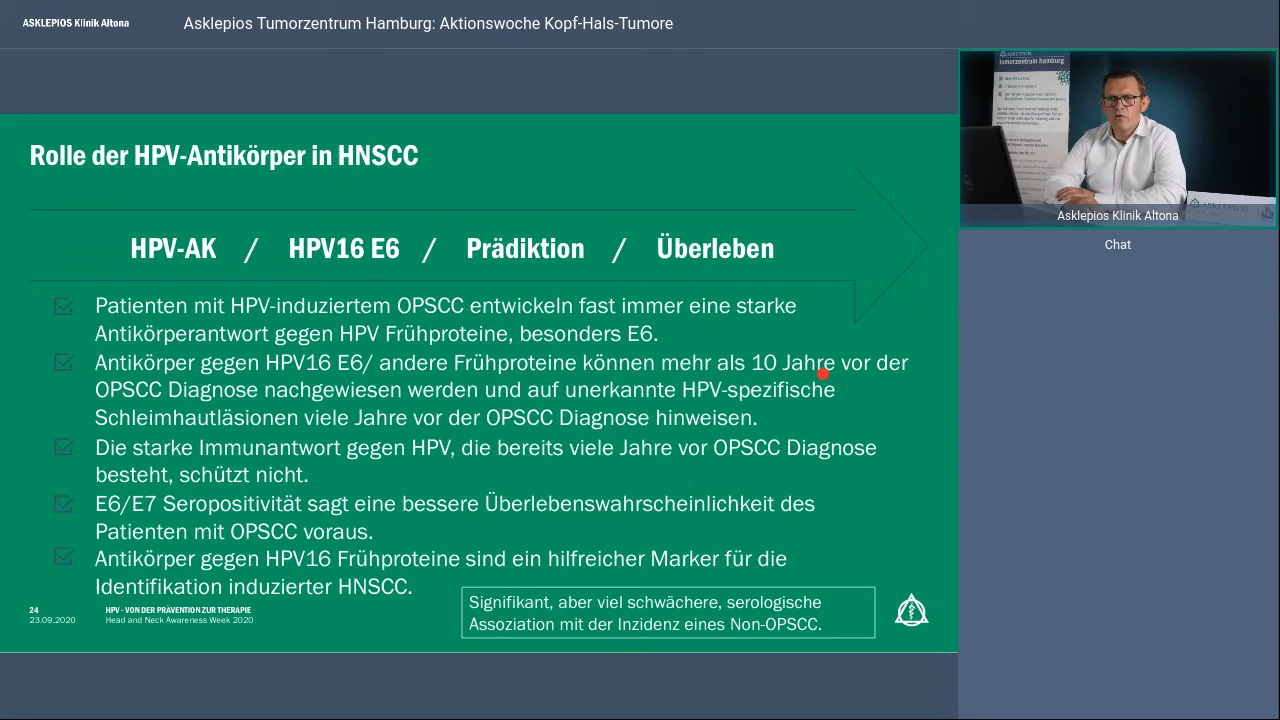 ASKLEPIOS Klinik Altona
Asklepios Tumorzentrum Hamburg: Aktionswoche Kopf-Hals-Tumore
Rolle der HPV-Antikörper in HNSCC
HPV-AK / HPV16 E6 / Prädiktion / Überleben
Patienten mit HPV-induziertem OPSCC entwickeln fast immer eine starke
Antikörperantwort gegen HPV Frühproteine, besonders E6.
Antikörper gegen HPV16 E6/ andere Frühproteine können mehr als 10 Jahre vor der
OPSCC Diagnose nachgewiesen werden und auf unerkannte HPV-spezifische
Schleimhautläsionen viele Jahre vor der OPSCC Diagnose hinweisen.
Die starke Immunantwort gegen HPV, die bereits viele Jahre vor OPSCC Diagnose
besteht, schützt nicht.
E6/E7 Seropositivität sagt eine bessere Überlebenswahrscheinlichkeit des
Patienten mit OPSCC voraus.
Antikörper gegen HPV16 Frühproteine sind ein hilfreicher Marker für die
Identifikation induzierter HNSCC.
Signifikant, aber viel schwächere, serologische
Assoziation mit der Inzidenz eines Non-OPSCC.
24
23.09.2020
HPV - VON DER PRÄVENTION ZUR THERAPIE
Head and Neck Awareness Week 2020
ASKLEPIOS
tumorzentrum hamburg
ASKLEPIOS
Asklepios Klinik Altona
Chat